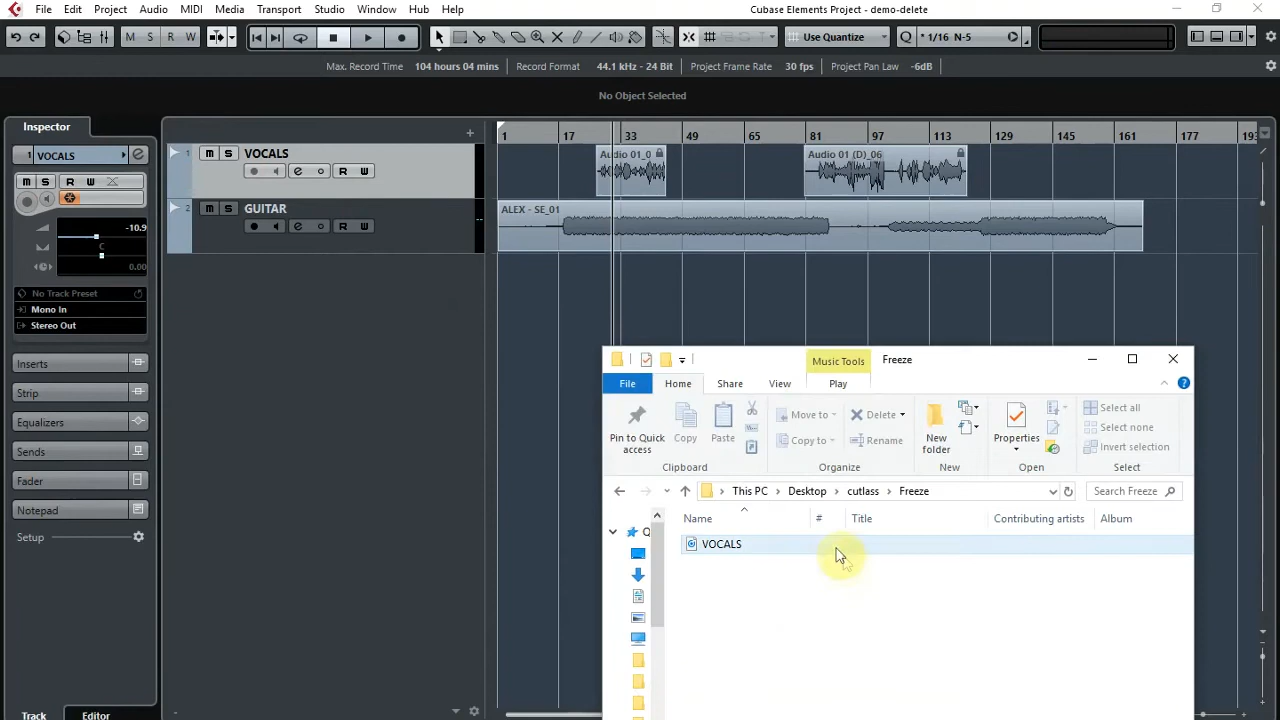 File Edit Project Audio MIDI Media Transport Studio Window Hub Help
Cubase Elements Project - demo-delete
M S R W
Use Quantize
Q * 1/16 N-5
Max. Record Time 104 hours 04 mins Record Format 44.1 kHz - 24 Bit Project Frame Rate 30 fps Project Pan Law -6dB
No Object Selected
Inspector
1 VOCALS
M S R W
-10.9
C
0.00
No Track Preset
Mono In
Stereo Out
Inserts
Strip
Equalizers
Sends
Fader
Notepad
Setup
Track Editor
1 M S VOCALS
R W
2 M S GUITAR
R W
1 17 33 49 65 81 97 113 129 145 161 177 193
Audio 01_0
Audio 01 (D)_06
ALEX - SE_01
Music Tools Freeze
File Home Share View Play
Pin to Quick access
Copy
Paste
Move to
Copy to
Delete
Rename
New folder
Properties
Select all
Select none
Invert selection
Clipboard Organize New Open Select
This PC Desktop cutlass Freeze
Search Freeze
Name # Title Contributing artists Album
VOCALS